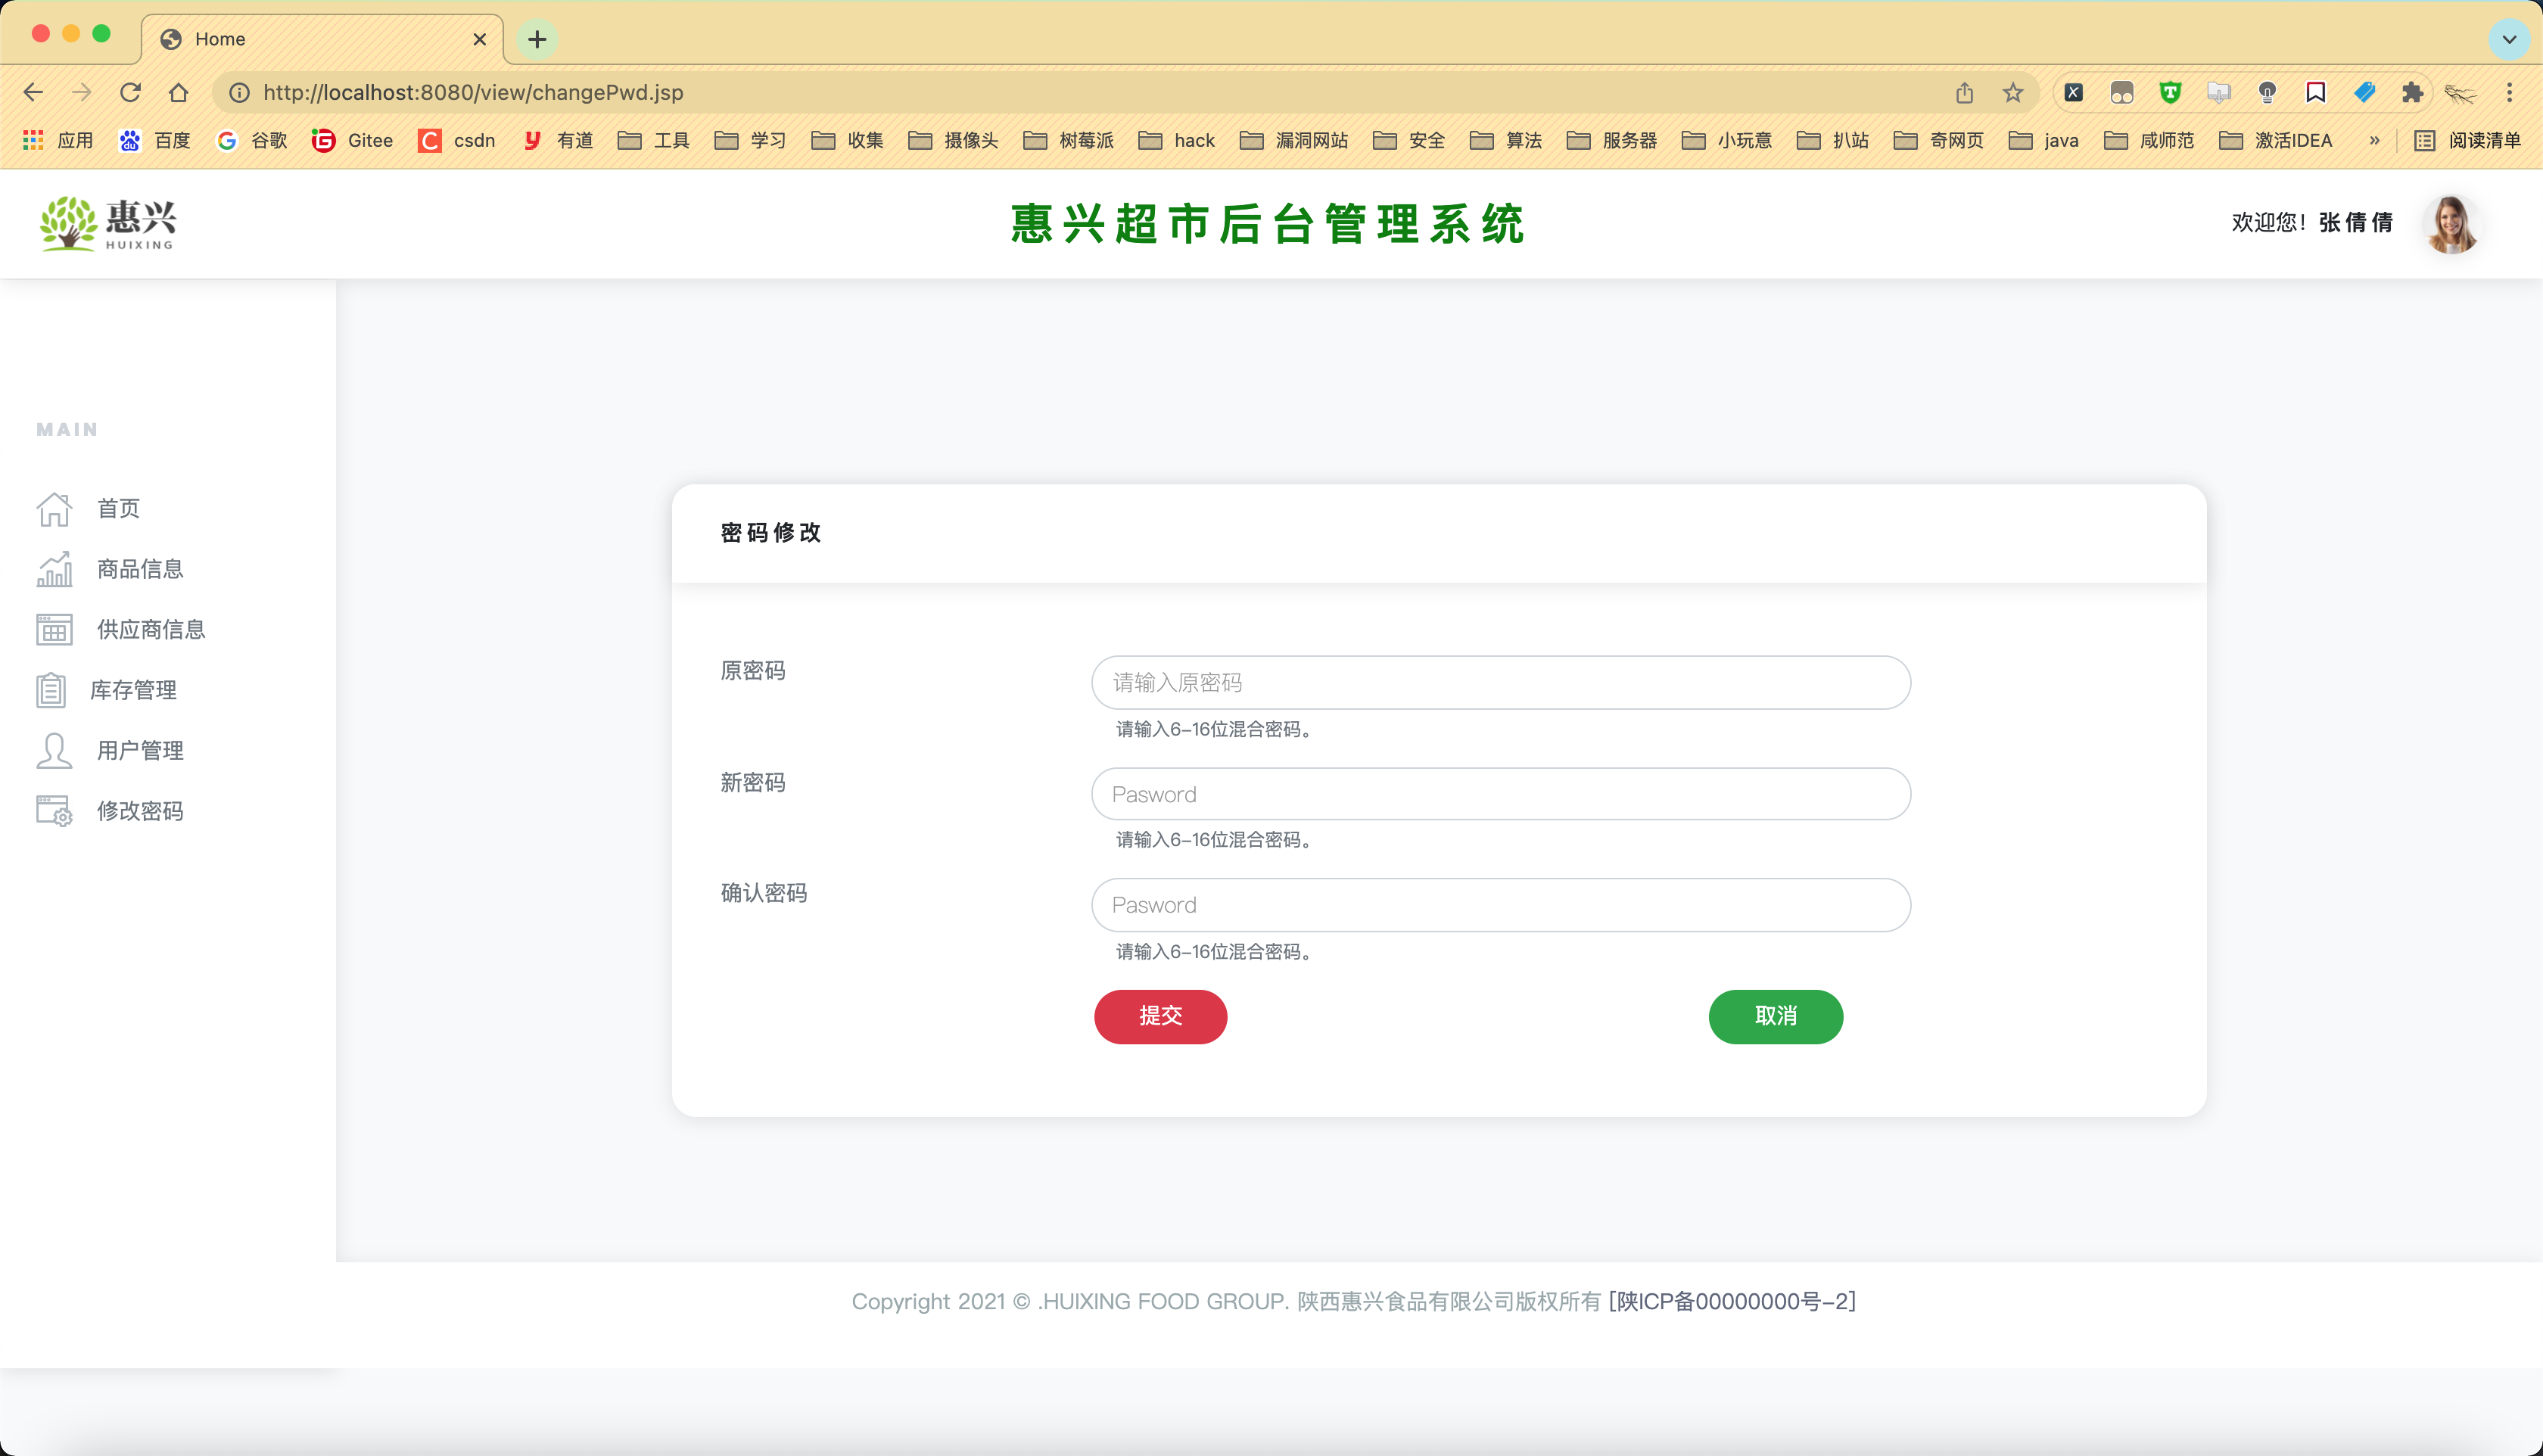 Home
http://localhost:8080/view/changePwd.jsp
应用 百度 谷歌 Gitee csdn 有道 工具 学习 收集 摄像头 树莓派 hack 漏洞网站 安全 算法 服务器 小玩意 扒站 奇网页 java 咸师范 激活IDEA » 阅读清单
惠兴
HUIXING
惠兴超市后台管理系统
欢迎您！张倩倩
MAIN
首页
商品信息
供应商信息
库存管理
用户管理
修改密码
密码修改
原密码
请输入原密码
请输入6-16位混合密码。
新密码
Pasword
请输入6-16位混合密码。
确认密码
Pasword
请输入6-16位混合密码。
提交 取消
Copyright 2021 © .HUIXING FOOD GROUP. 陕西惠兴食品有限公司版权所有 [陕ICP备00000000号-2]